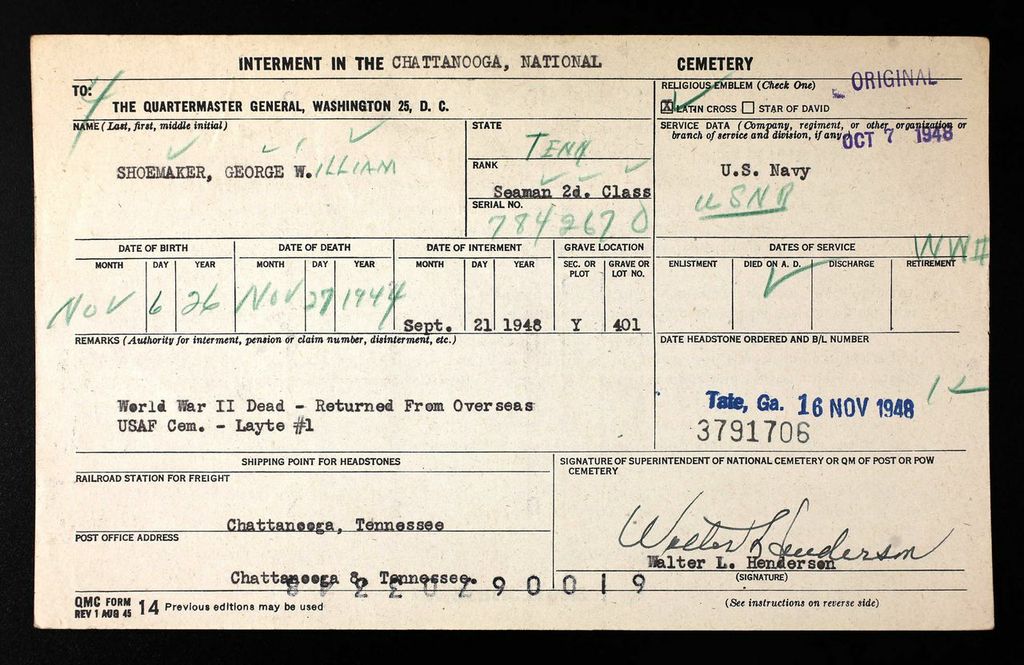 INTERMENT IN THE CHATTANOOGA, NATIONAL CEMETERY
TO: 4
THE QUARTERMASTER GENERAL, WASHINGTON 25, D. C.
RELIGIOUS EMBLEM (Check One)
ORIGINAL
X LATIN CROSS STAR OF DAVID
NAME (Last, first, middle initial)
SHOEMAKER, GEORGE W.ILLIAM
STATE
TENN
RANK
Seaman 2d. Class
SERIAL NO.
7842670
SERVICE DATA (Company, regiment, or other organization or
branch of service and division, if any)
OCT 7 1948
U.S. Navy
USNR
DATE OF BIRTH DATE OF DEATH DATE OF INTERMENT GRAVE LOCATION DATES OF SERVICE WWII
MONTH DAY YEAR MONTH DAY YEAR MONTH DAY YEAR SEC. OR PLOT GRAVE OR LOT NO. ENLISTMENT DIED ON A. D. DISCHARGE RETIREMENT
Nov 6 26 Nov 27 1944 Sept. 21 1948 Y 401
REMARKS (Authority for interment, pension or claim number, disinterment, etc.)
World War II Dead - Returned From Overseas
USAF Cem. - Layte #1
DATE HEADSTONE ORDERED AND B/L NUMBER
Tate, Ga. 16 NOV 1948
3791706
SHIPPING POINT FOR HEADSTONES
RAILROAD STATION FOR FREIGHT
Chattanooga, Tennessee
POST OFFICE ADDRESS
Chattanooga 8, Tennessee.
SIGNATURE OF SUPERINTENDENT OF NATIONAL CEMETERY OR QM OF POST OR POW
CEMETERY
Walter L Henderson
Walter L. Henderson
(SIGNATURE)
QMC FORM
REV 1 AUG 45 14 Previous editions may be used
(See instructions on reverse side)